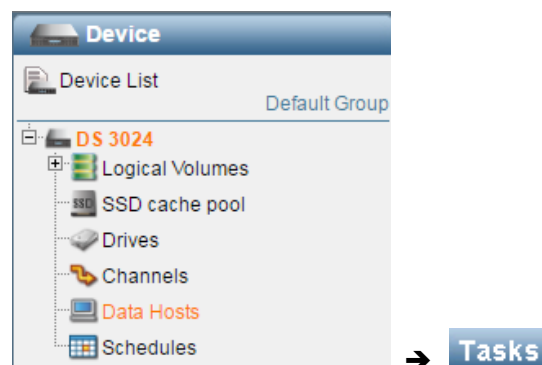 Device
Device List
Default Group
DS 3024
Logical Volumes
SSD cache pool
Drives
Channels
Data Hosts
Schedules
➔ Tasks